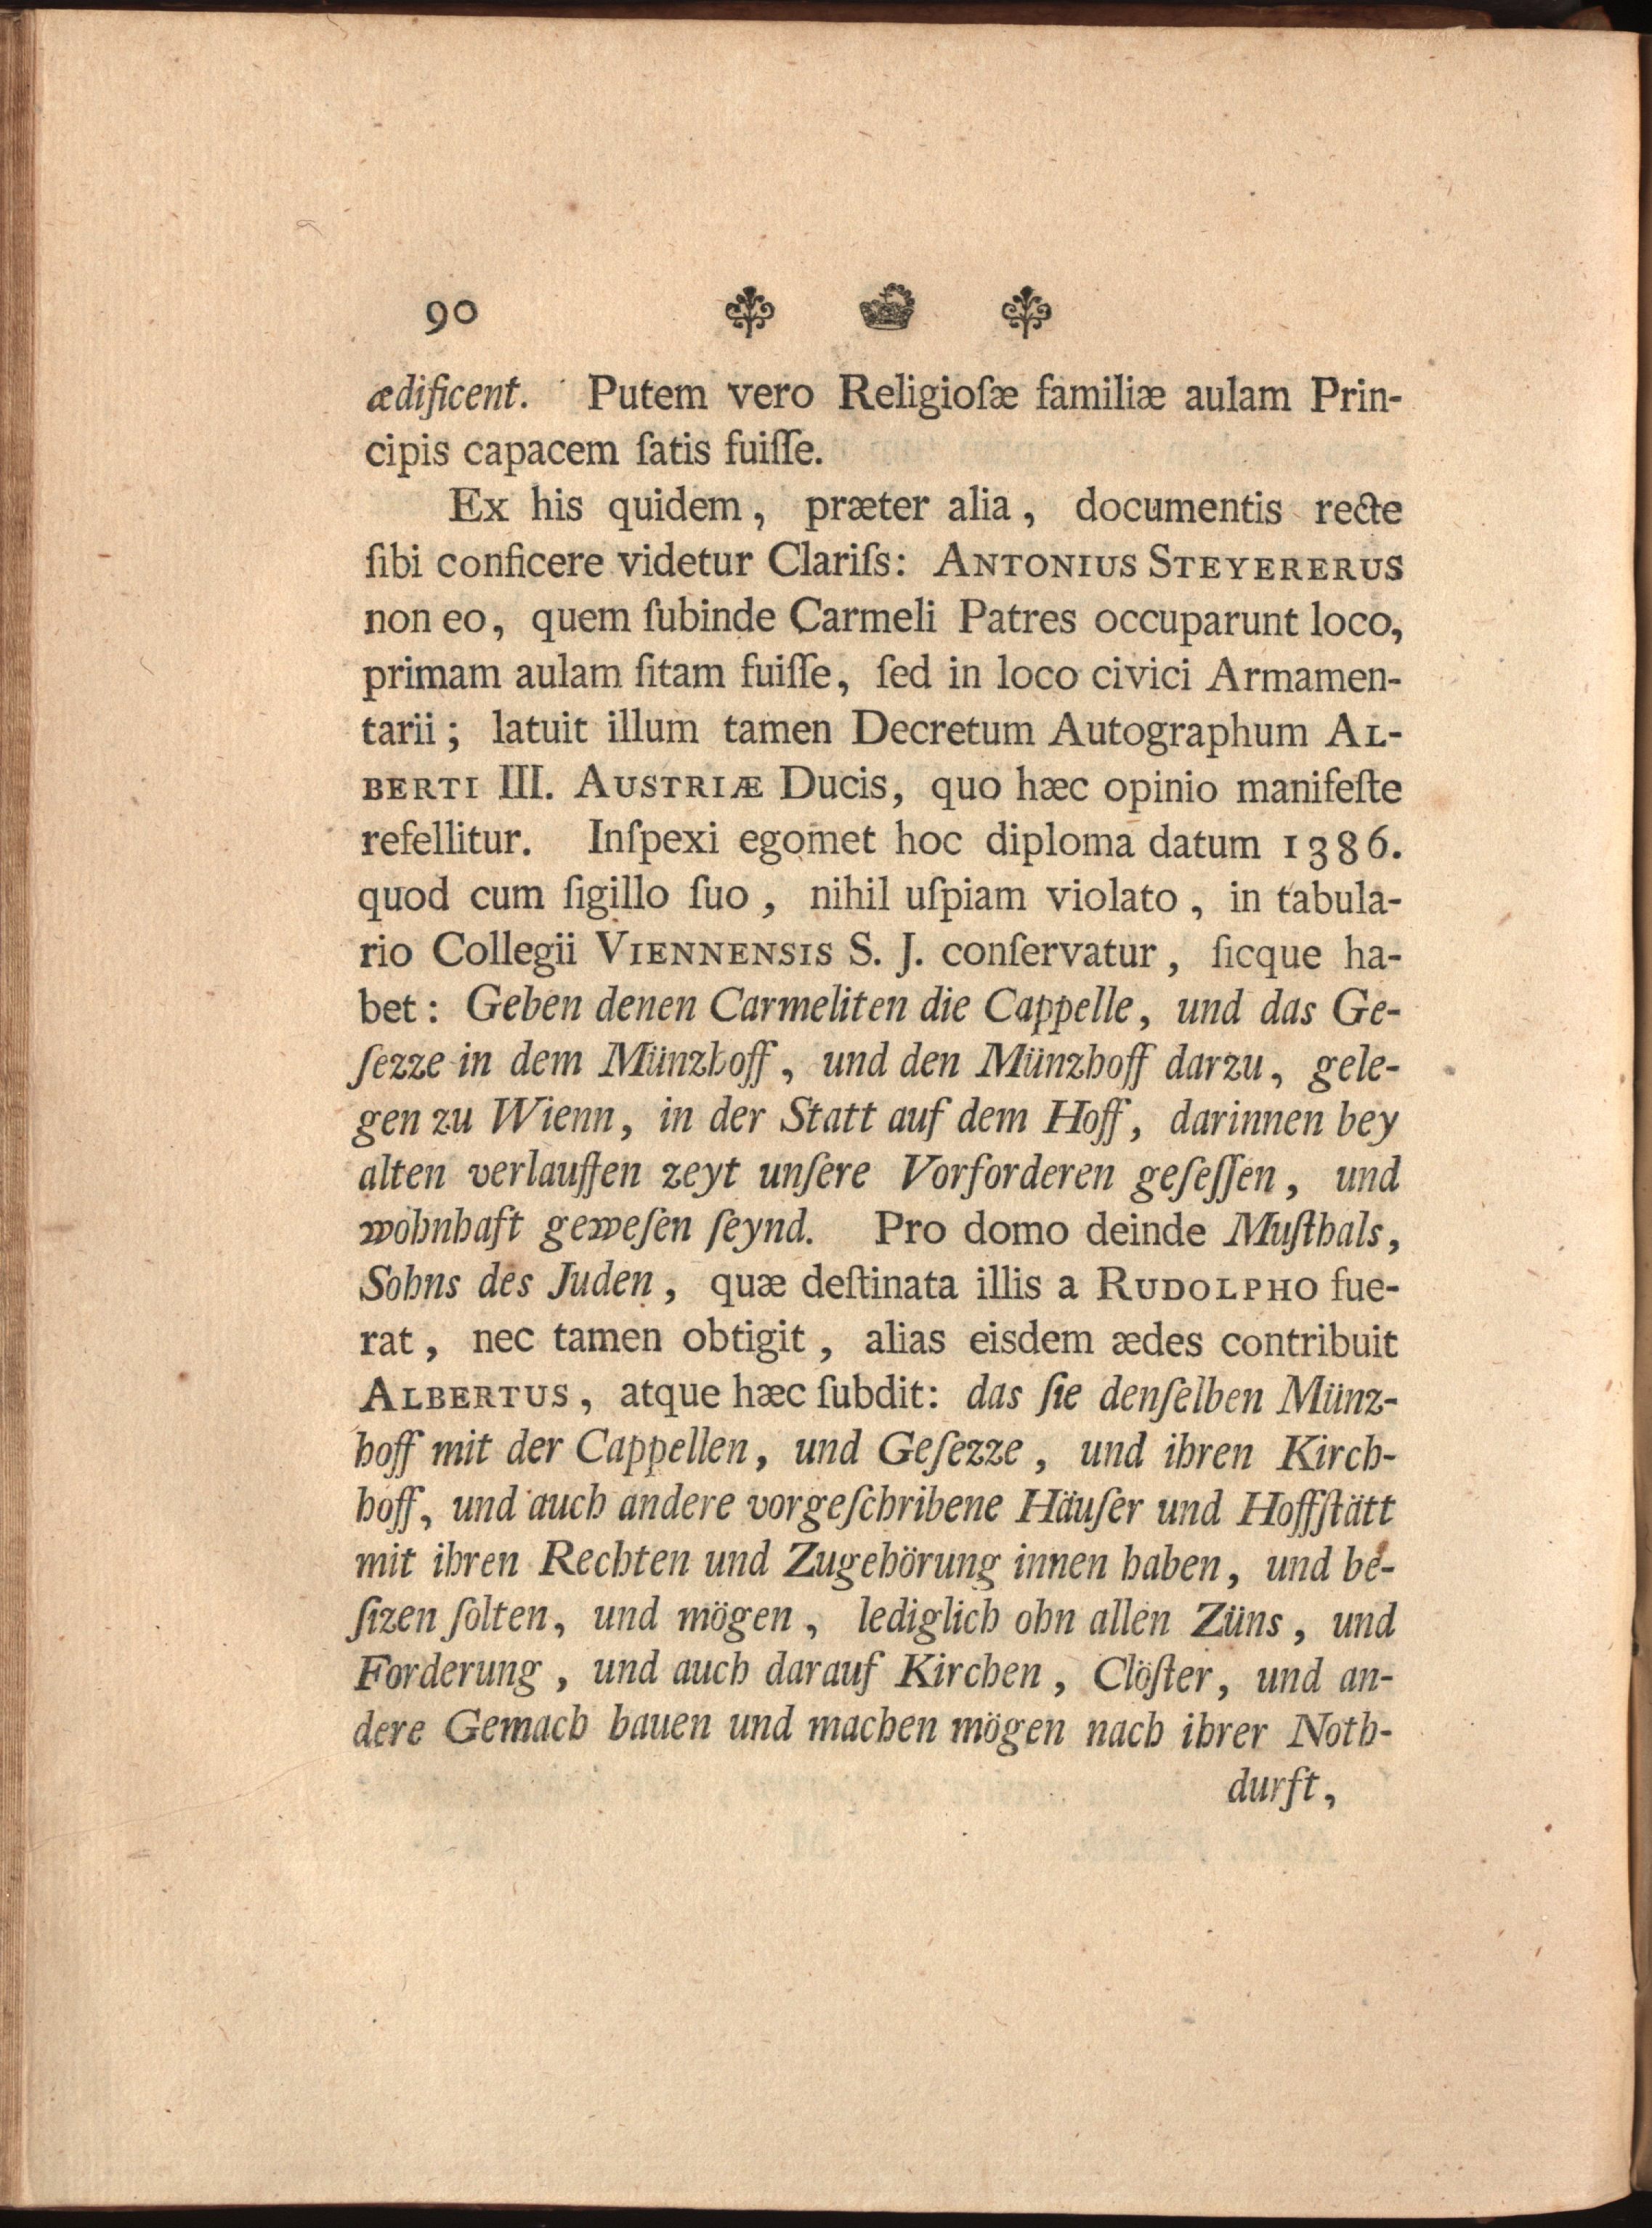 90
ædificent. Putem vero Religioſæ familiæ aulam Prin-
cipis capacem ſatis fuiſſe.
Ex his quidem, præter alia, documentis recte
ſibi conficere videtur Clariſs: ANTONIUS STEYERERUS
non eo, quem ſubinde Carmeli Patres occuparunt loco,
primam aulam ſitam fuiſſe, ſed in loco civici Armamen-
tarii; latuit illum tamen Decretum Autographum AL-
BERTI III. AUSTRIÆ Ducis, quo hæc opinio manifeſte
refellitur. Inſpexi egomet hoc diploma datum 1386.
quod cum ſigillo ſuo, nihil uſpiam violato, in tabula-
rio Collegii VIENNENSIS S. J. conſervatur, ſicque ha-
bet: Geben denen Carmeliten die Cappelle, und das Ge-
ſezze in dem Münzhoff, und den Münzhoff darzu, gele-
gen zu Wienn, in der Statt auf dem Hoff, darinnen bey
alten verlauffen zeyt unſere Vorforderen geſeſſen, und
wohnhaft geweſen ſeynd. Pro domo deinde Muſthals,
Sohns des Juden, quæ deſtinata illis a RUDOLPHO fue-
rat, nec tamen obtigit, alias eisdem ædes contribuit
ALBERTUS, atque hæc ſubdit: das ſie denſelben Münz-
hoff mit der Cappellen, und Geſezze, und ihren Kirch-
hoff, und auch andere vorgeſchribene Häuſer und Hoffſtätt
mit ihren Rechten und Zugehörung innen haben, und be-
ſizen ſolten, und mögen, lediglich ohn allen Züns, und
Forderung, und auch darauf Kirchen, Clöſter, und an-
dere Gemach bauen und machen mögen nach ihrer Noth-
durft,